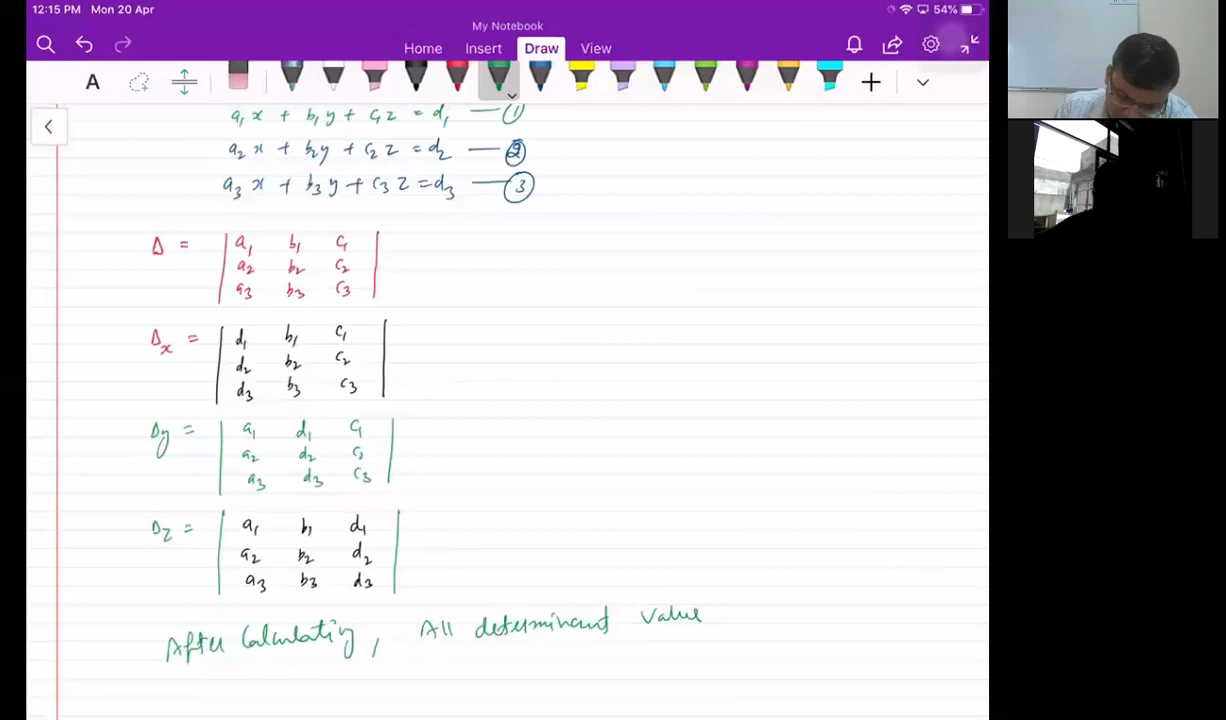 12:15 PM Mon 20 Apr
54%
My Notebook
Home Insert Draw View
A
a₁x + b₁y + c₁z = d₁ — (1)
a₂x + b₂y + c₂z = d₂ — (2)
a₃x + b₃y + c₃z = d₃ — (3)
Δ = | a₁ b₁ c₁ |
| a₂ b₂ c₂ |
| a₃ b₃ c₃ |
Δx = | d₁ b₁ c₁ |
| d₂ b₂ c₂ |
| d₃ b₃ c₃ |
Δy = | a₁ d₁ c₁ |
| a₂ d₂ c₂ |
| a₃ d₃ c₃ |
Δz = | a₁ b₁ d₁ |
| a₂ b₂ d₂ |
| a₃ b₃ d₃ |
After Calculating, All determinant value